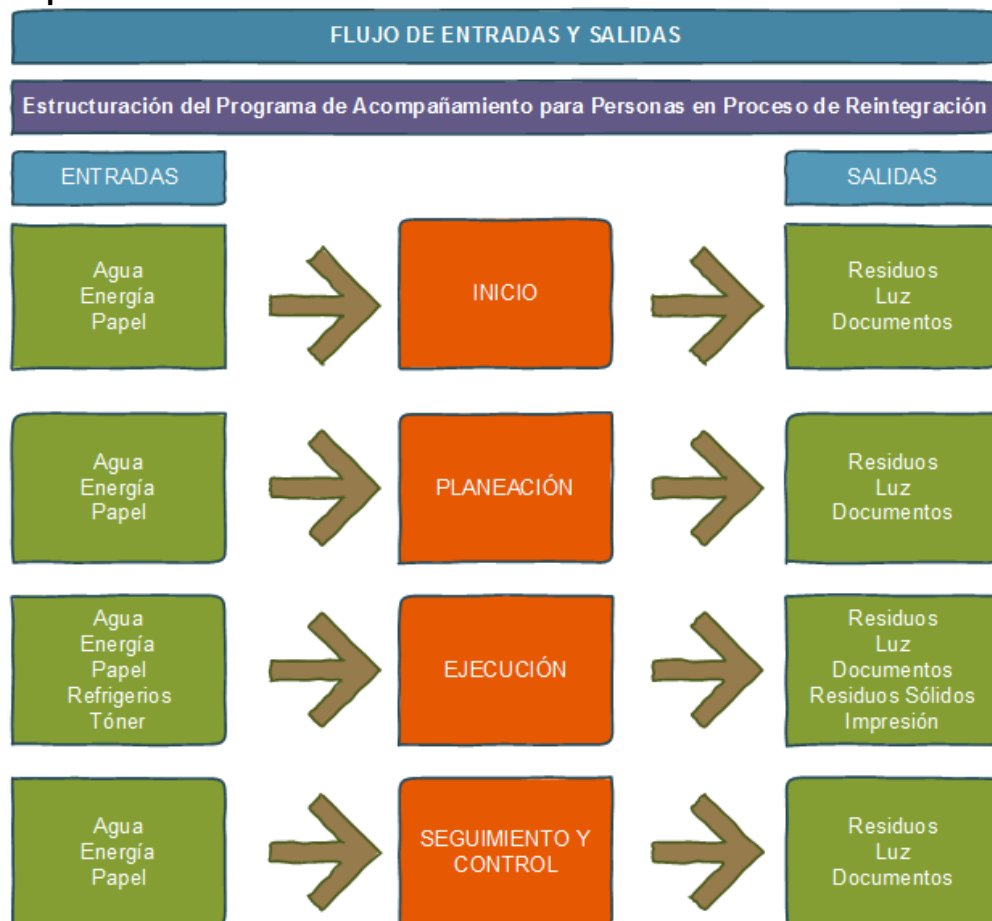 FLUJO DE ENTRADAS Y SALIDAS
Estructuración del Programa de Acompañamiento para Personas en Proceso de Reintegración
ENTRADAS
SALIDAS
Agua
Energía
Papel
INICIO
Residuos
Luz
Documentos
Agua
Energía
Papel
PLANEACIÓN
Residuos
Luz
Documentos
Agua
Energía
Papel
Refrigerios
Tóner
EJECUCIÓN
Residuos
Luz
Documentos
Residuos Sólidos
Impresión
Agua
Energía
Papel
SEGUIMIENTO Y
CONTROL
Residuos
Luz
Documentos